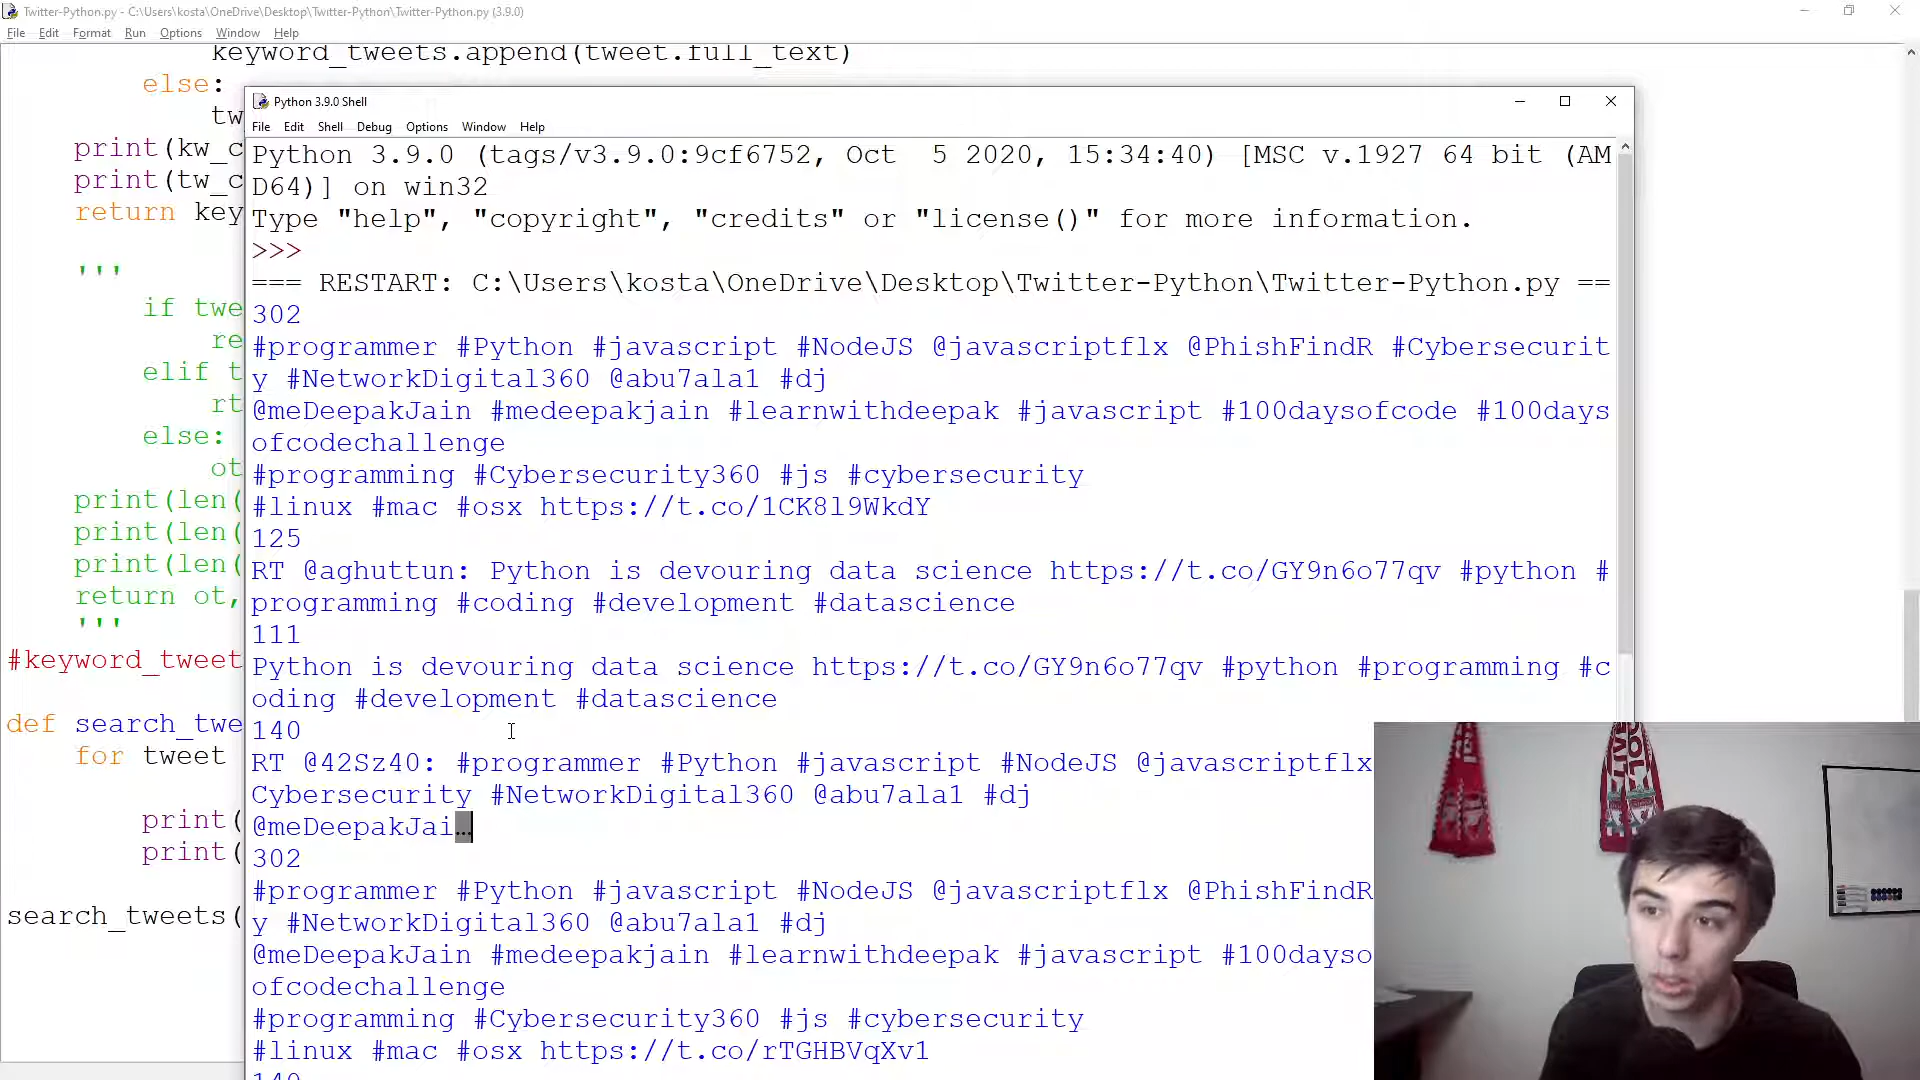 Twitter-Python.py - C:\Users\kosta\OneDrive\Desktop\Twitter-Python\Twitter-Python.py (3.9.0)
File Edit Format Run Options Window Help
keyword_tweets.append(tweet.full_text)
else:
tw
print(kw_c
print(tw_c
return key
'''
if twe
re
elif t
rt
else:
ot
print(len(
print(len(
print(len(
return ot,
'''
#keyword_tweet
def search_twe
for tweet
print(
print(
search_tweets(
Python 3.9.0 Shell
File Edit Shell Debug Options Window Help
Python 3.9.0 (tags/v3.9.0:9cf6752, Oct  5 2020, 15:34:40) [MSC v.1927 64 bit (AM
D64)] on win32
Type "help", "copyright", "credits" or "license()" for more information.
>>>
=== RESTART: C:\Users\kosta\OneDrive\Desktop\Twitter-Python\Twitter-Python.py ==
302
#programmer #Python #javascript #NodeJS @javascriptflx @PhishFindR #Cybersecurit
y #NetworkDigital360 @abu7ala1 #dj
@meDeepakJain #medeepakjain #learnwithdeepak #javascript #100daysofcode #100days
ofcodechallenge
#programming #Cybersecurity360 #js #cybersecurity
#linux #mac #osx https://t.co/1CK8l9WkdY
125
RT @aghuttun: Python is devouring data science https://t.co/GY9n6o77qv #python #
programming #coding #development #datascience
111
Python is devouring data science https://t.co/GY9n6o77qv #python #programming #c
oding #development #datascience
140
RT @42Sz40: #programmer #Python #javascript #NodeJS @javascriptflx
Cybersecurity #NetworkDigital360 @abu7ala1 #dj
@meDeepakJai…
302
#programmer #Python #javascript #NodeJS @javascriptflx @PhishFindR
y #NetworkDigital360 @abu7ala1 #dj
@meDeepakJain #medeepakjain #learnwithdeepak #javascript #100dayso
ofcodechallenge
#programming #Cybersecurity360 #js #cybersecurity
#linux #mac #osx https://t.co/rTGHBVqXv1
140